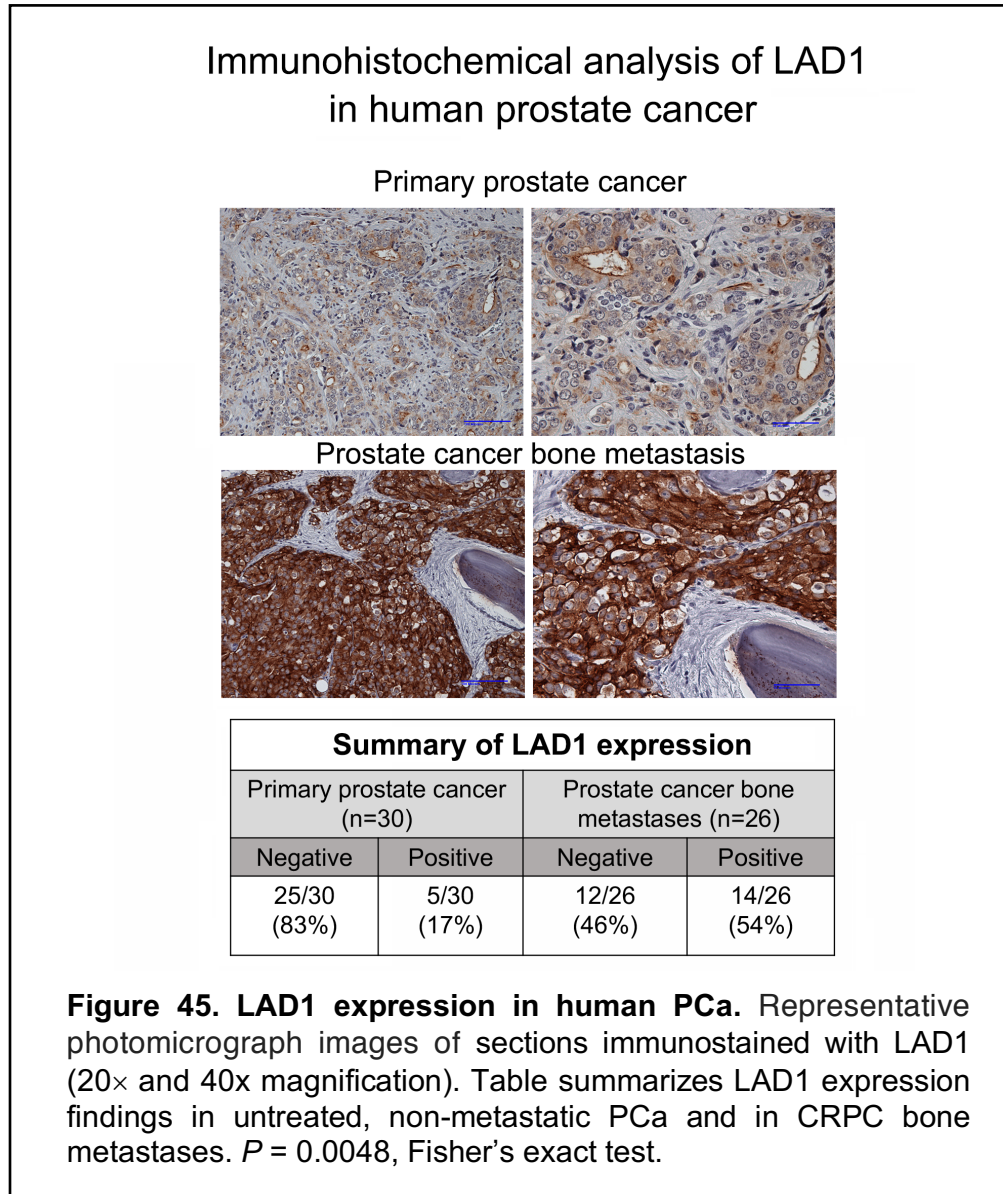 Immunohistochemical analysis of LAD1
in human prostate cancer
Primary prostate cancer
Prostate cancer bone metastasis
Summary of LAD1 expression
Primary prostate cancer
(n=30)
Prostate cancer bone
metastases (n=26)
Negative
Positive
Negative
Positive
25/30
(83%)
5/30
(17%)
12/26
(46%)
14/26
(54%)
Figure 45. LAD1 expression in human PCa. Representative
photomicrograph images of sections immunostained with LAD1
(20× and 40x magnification). Table summarizes LAD1 expression
findings in untreated, non-metastatic PCa and in CRPC bone
metastases. P = 0.0048, Fisher’s exact test.